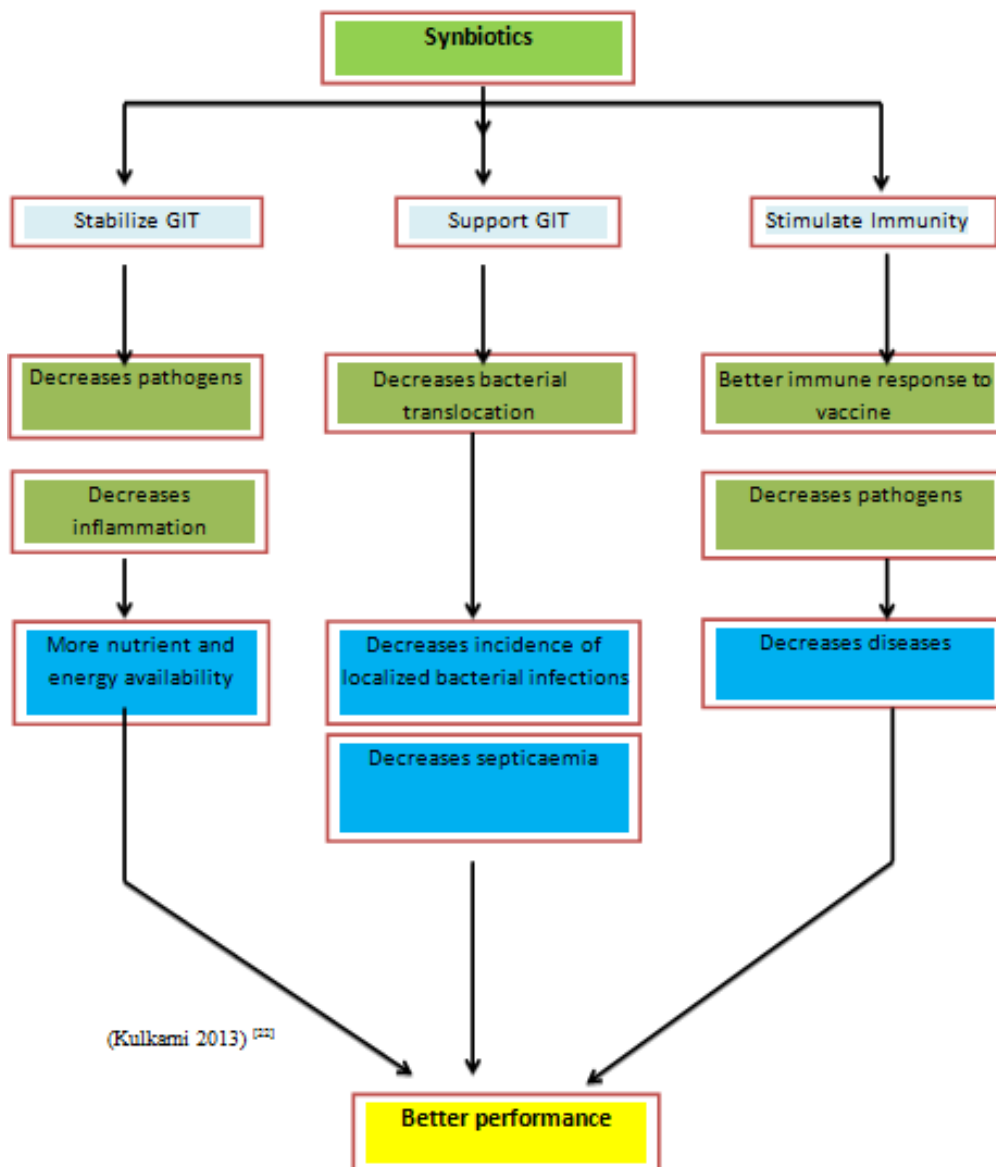 Synbiotics
Stabilize GIT
Support GIT
Stimulate Immunity
Decreases pathogens
Decreases bacterial
translocation
Better immune response to
vaccine
Decreases
inflammation
Decreases pathogens
More nutrient and
energy availability
Decreases incidence of
localized bacterial infections
Decreases diseases
Decreases septicaemia
(Kulkarni 2013) [22]
Better performance